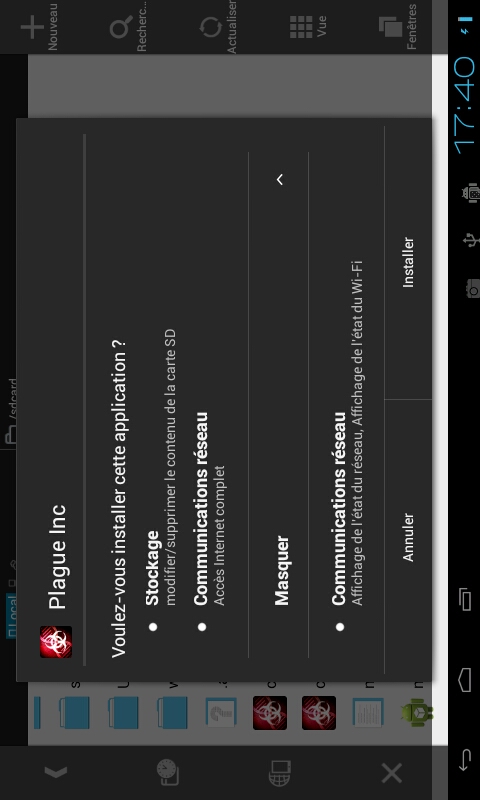 Nouveau
Recherc...
Actualiser
Vue
Fenêtres
17:40
/sdcard
Local
Plague Inc
Voulez-vous installer cette application ?
Stockage
modifier/supprimer le contenu de la carte SD
Communications réseau
Accès Internet complet
Masquer
Communications réseau
Affichage de l'état du réseau, Affichage de l'état du Wi-Fi
Annuler
Installer